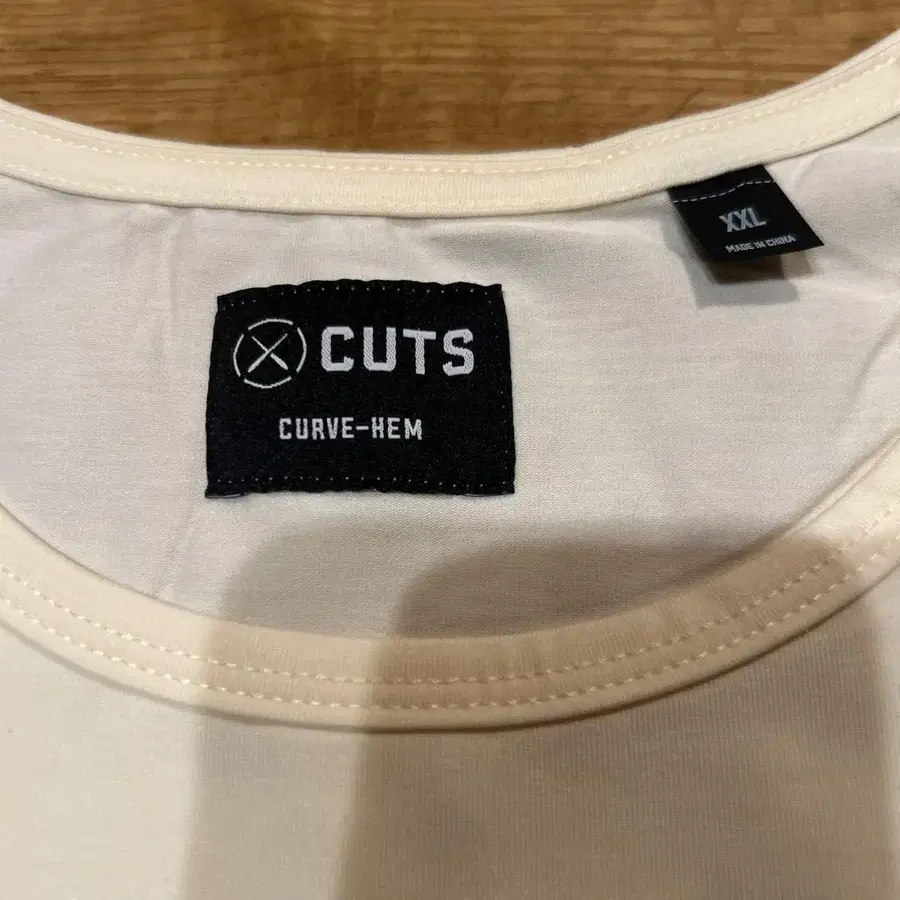 XXL
MADE IN CHINA
CUTS
CURVE-HEM